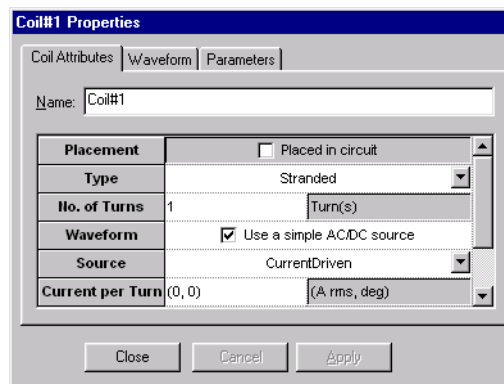 Coil#1 Properties
Coil Attributes Waveform Parameters
Name: Coil#1
Placement Placed in circuit
Type Stranded
No. of Turns 1 Turn(s)
Waveform Use a simple AC/DC source
Source CurrentDriven
Current per Turn (0, 0) (A rms, deg)
Close Cancel Apply